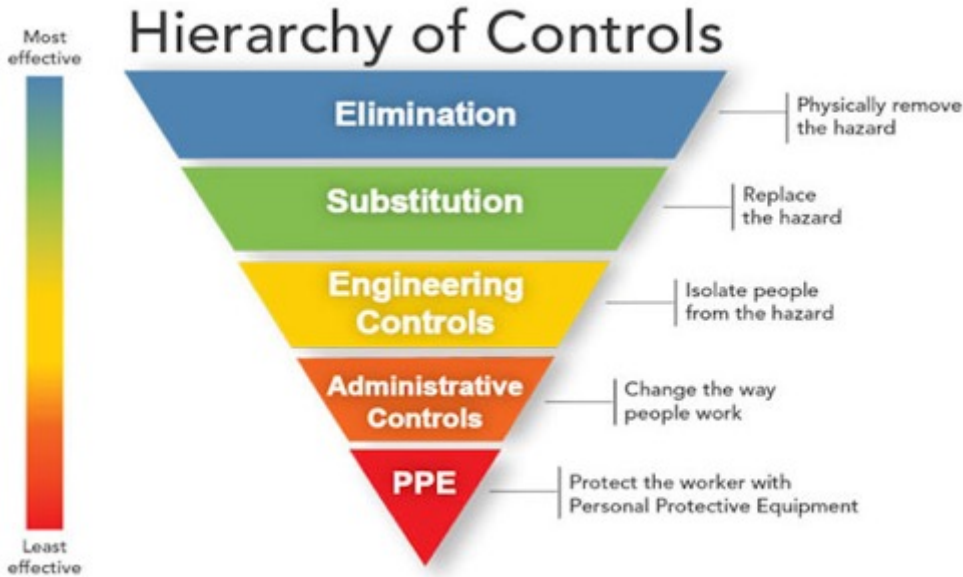 Hierarchy of Controls
Most
effective
Elimination
Physically remove
the hazard
Substitution
Replace
the hazard
Engineering
Controls
Isolate people
from the hazard
Administrative
Controls
Change the way
people work
PPE
Protect the worker with
Personal Protective Equipment
Least
effective